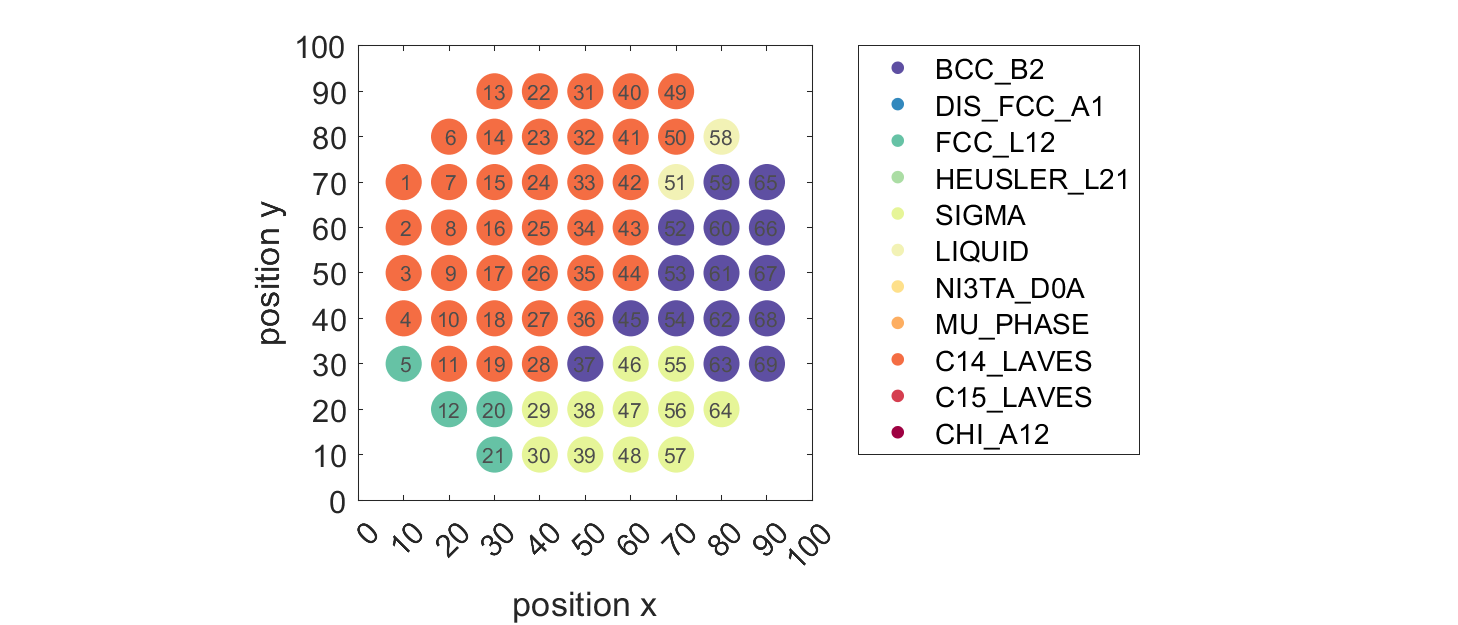 100
90
80
70
60
50
40
30
20
10
0
position y
13 22 31 40 49
6 14 23 32 41 50 58
1 7 15 24 33 42 51 59 65
2 8 16 25 34 43 52 60 66
3 9 17 26 35 44 53 61 67
4 10 18 27 36 45 54 62 68
5 11 19 28 37 46 55 63 69
12 20 29 38 47 56 64
21 30 39 48 57
0 10 20 30 40 50 60 70 80 90 100
position x
BCC_B2
DIS_FCC_A1
FCC_L12
HEUSLER_L21
SIGMA
LIQUID
NI3TA_D0A
MU_PHASE
C14_LAVES
C15_LAVES
CHI_A12